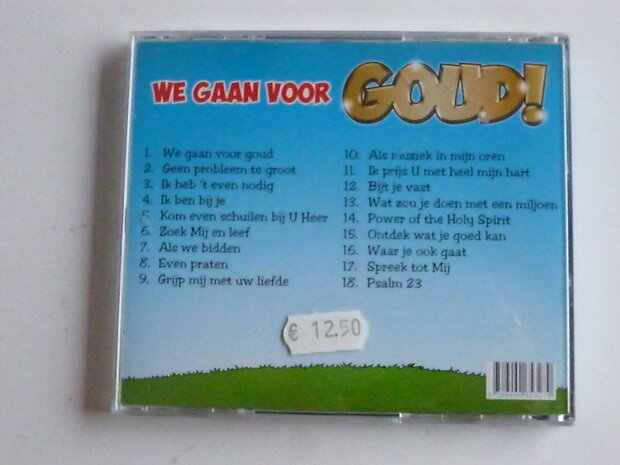 WE GAAN VOOR GOUD!
1. We gaan voor goud
2. Geen probleem te groot
3. Ik heb 't even nodig
4. Ik ben bij je
5. Kom even schuilen bij U Heer
6. Zoek Mij en leef
7. Als we bidden
8. Even praten
9. Grijp mij met uw liefde
10. Als muziek in mijn oren
11. Ik prijs U met heel mijn hart
12. Bijt je vast
13. Wat zou je doen met een miljoen
14. Power of the Holy Spirit
15. Ontdek wat je goed kan
16. Waar je ook gaat
17. Spreek tot Mij
18. Psalm 23
€ 12.50